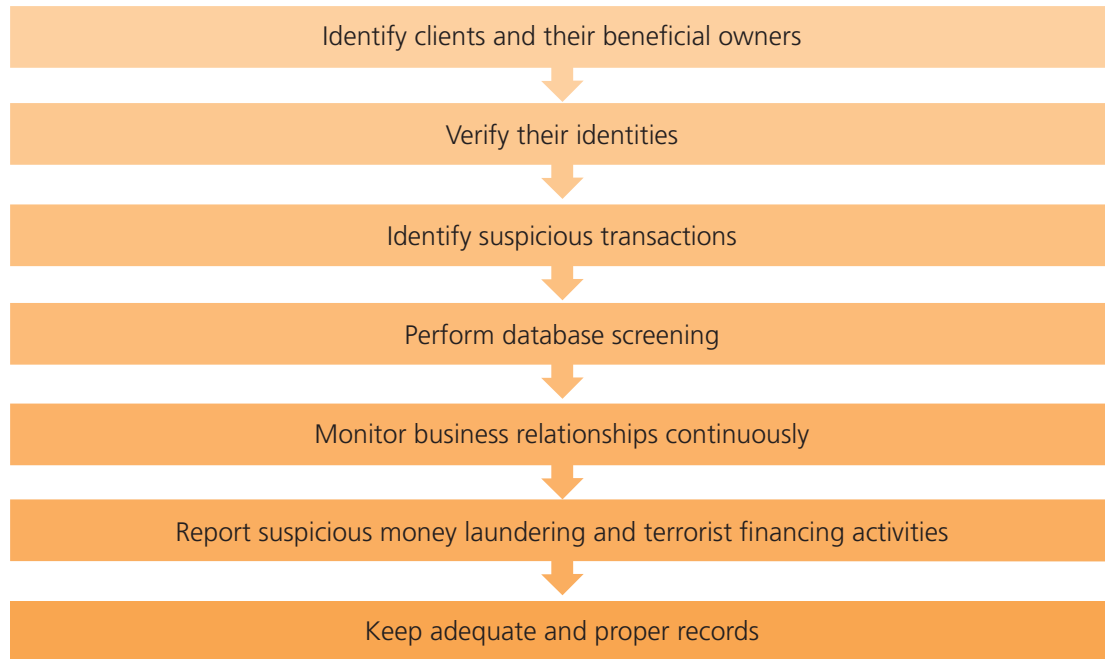 Identify clients and their beneficial owners
Verify their identities
Identify suspicious transactions
Perform database screening
Monitor business relationships continuously
Report suspicious money laundering and terrorist financing activities
Keep adequate and proper records